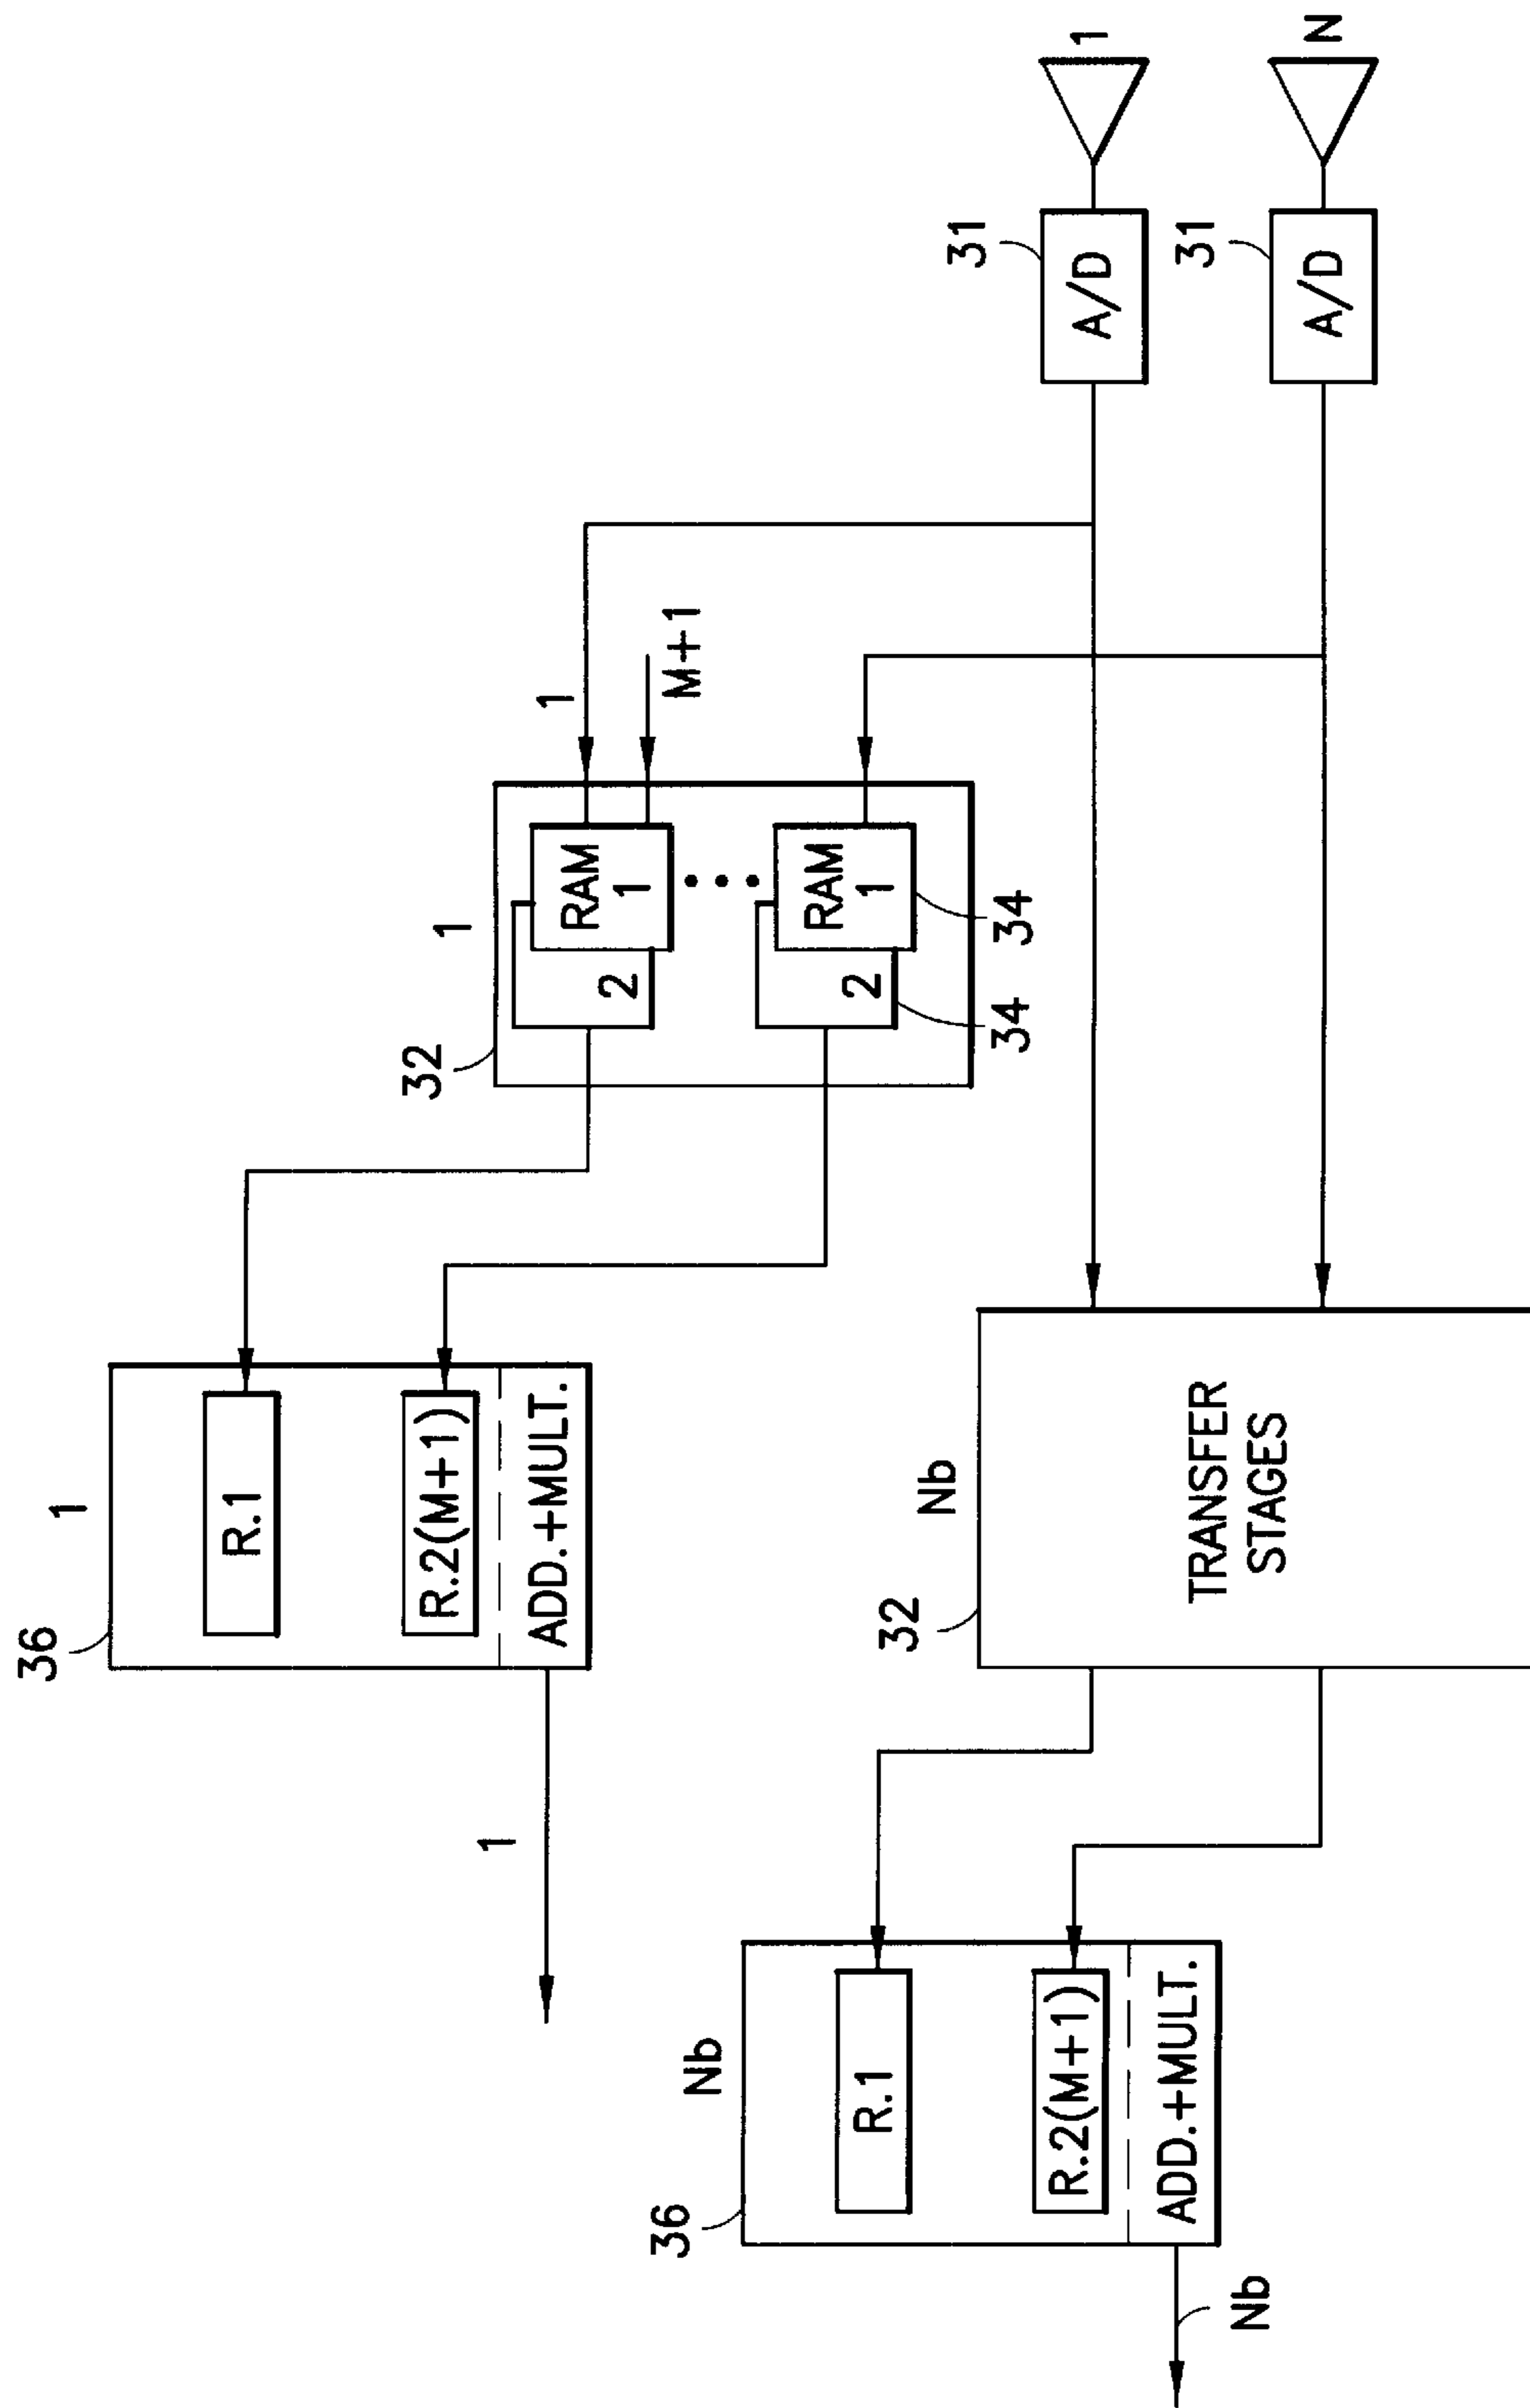 36
1
R.1
R.2(M+1)
ADD.+MULT.
1
32
1
RAM
1
2
RAM
1
2
34
34
1
M+1
36
Nb
R.1
R.2(M+1)
ADD.+MULT.
Nb
32
Nb
TRANSFER
STAGES
31
A/D
1
31
A/D
N